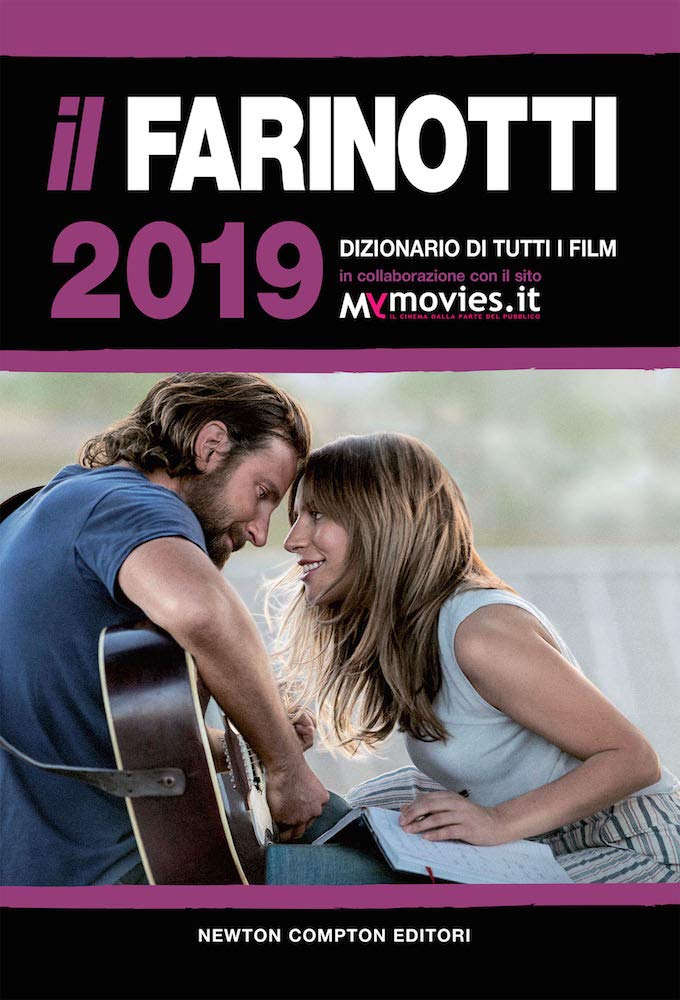 il FARINOTTI
2019
DIZIONARIO DI TUTTI I FILM
in collaborazione con il sito
Mymovies.it
IL CINEMA DALLA PARTE DEL PUBBLICO
NEWTON COMPTON EDITORI